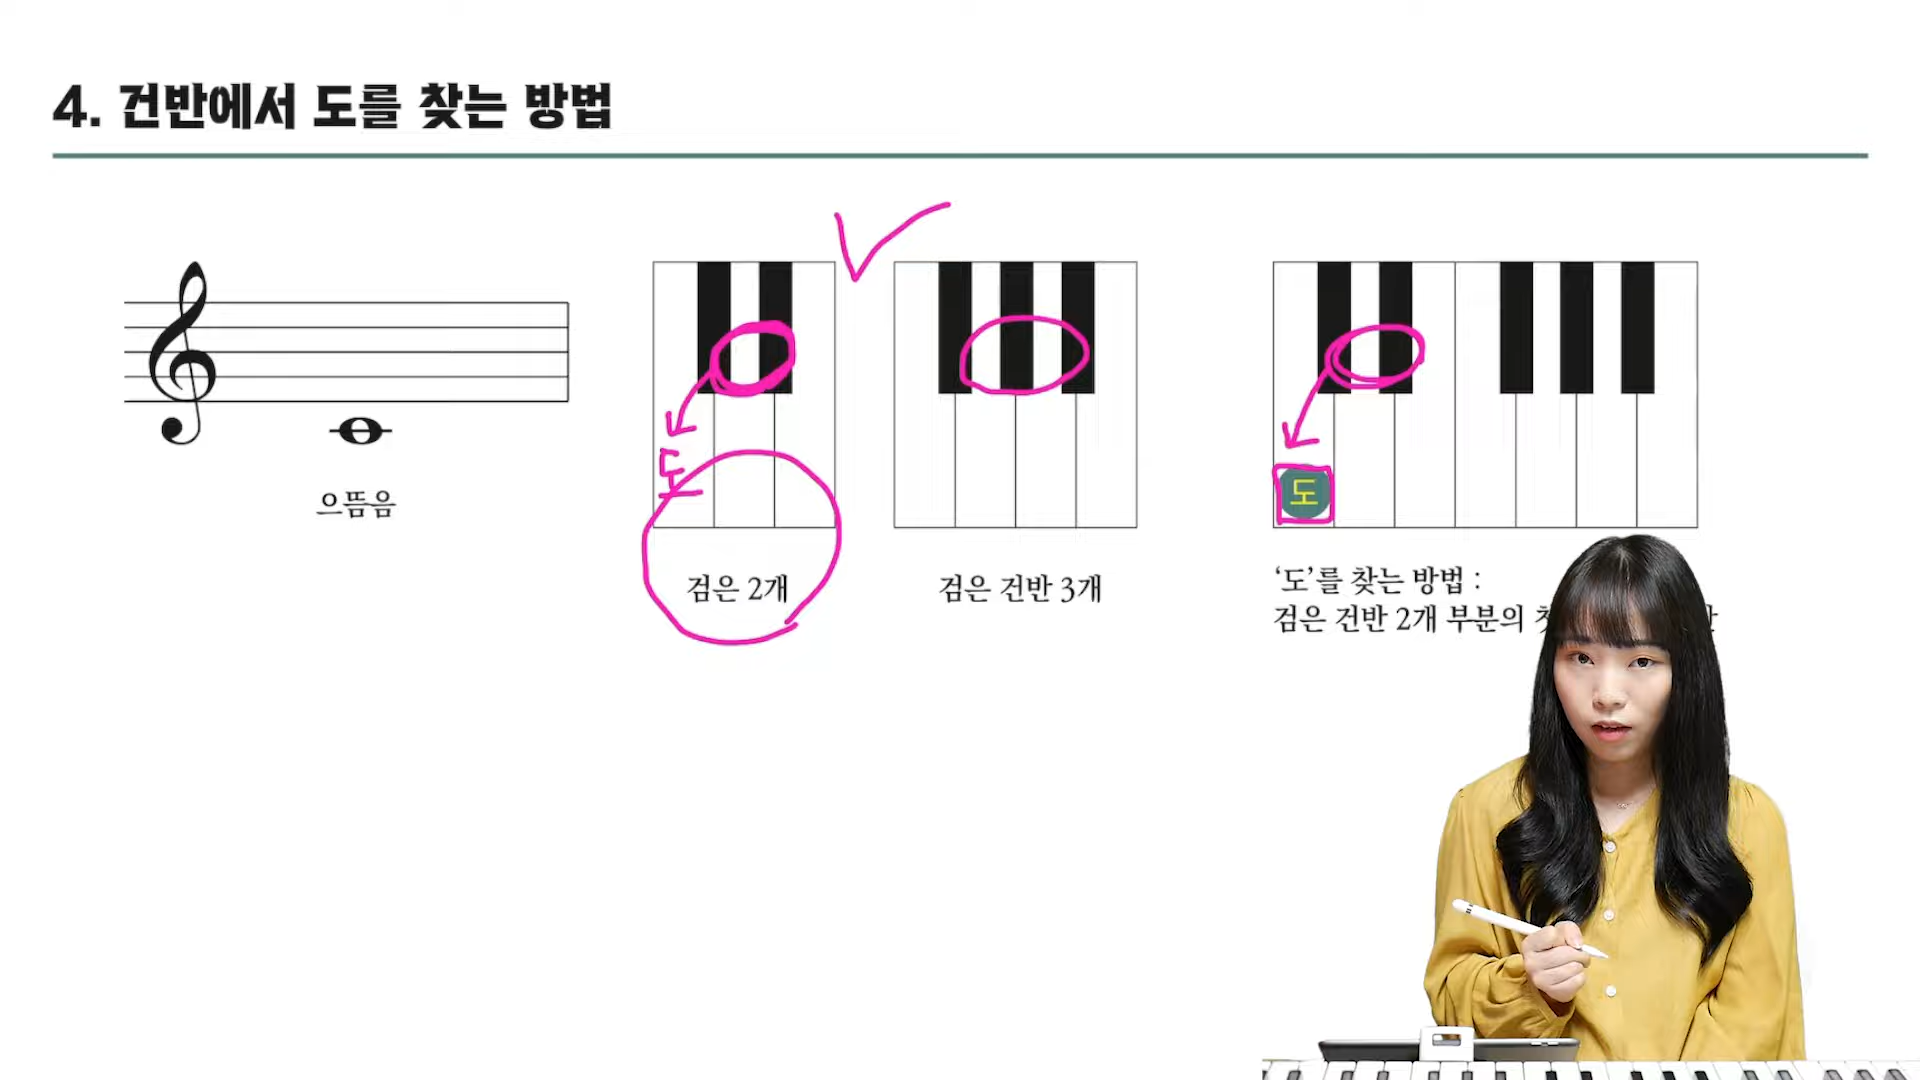 4. 건반에서 도를 찾는 방법
으뜸음
도
검은 2개
검은 건반 3개
도
‘도’를 찾는 방법 :
검은 건반 2개 부분의